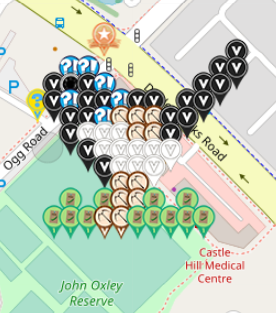 Ogg Road
ks Road
Castle
Hill Medical
Centre
John Oxley
Reserve